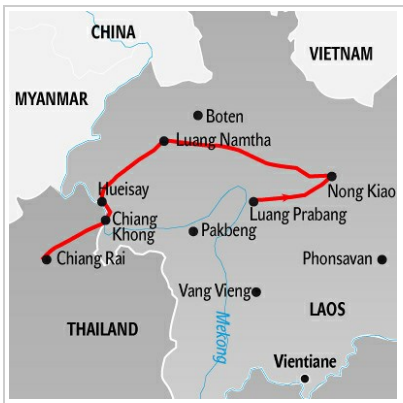 CHINA
VIETNAM
MYANMAR
Boten
Luang Namtha
Hueisay
Nong Kiao
Luang Prabang
Chiang
Khong
Pakbeng
Chiang Rai
Phonsavan
Vang Vieng
LAOS
THAILAND
Mekong
Vientiane